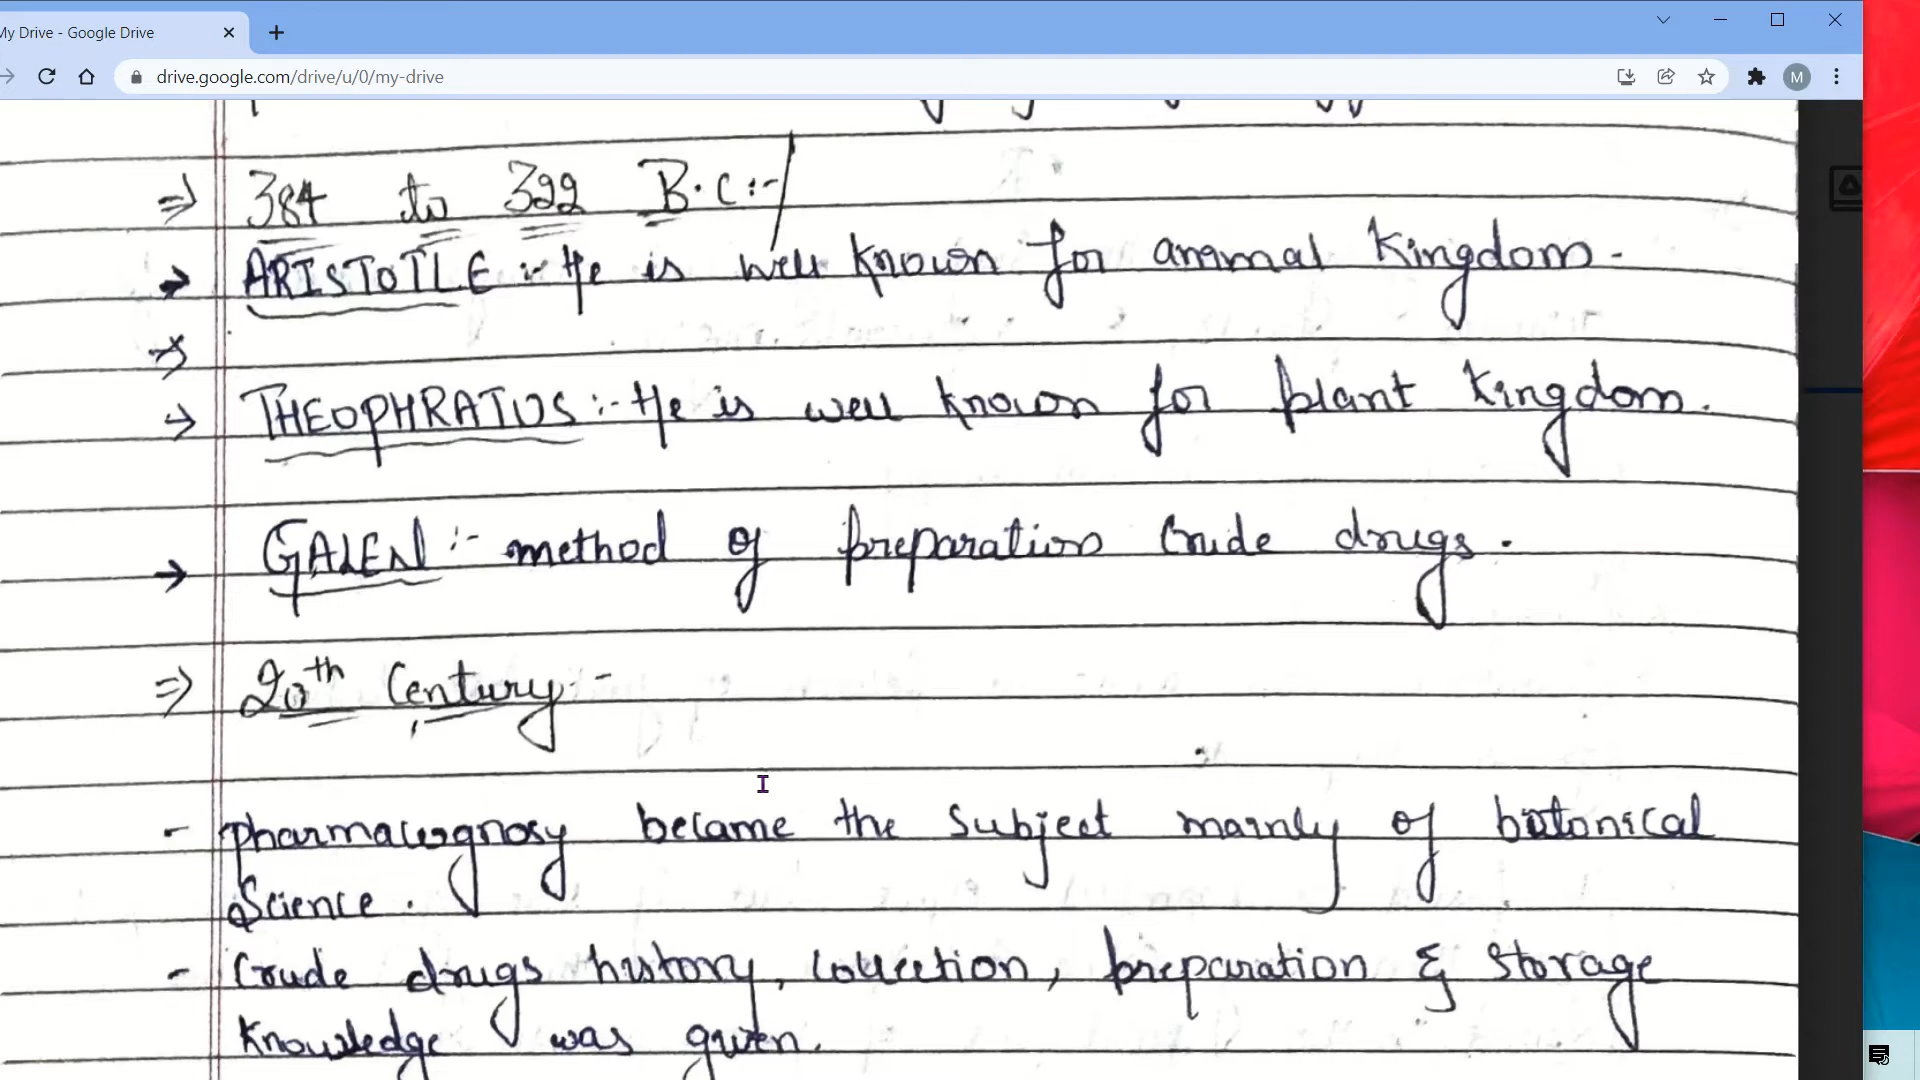 My Drive - Google Drive
drive.google.com/drive/u/0/my-drive
M
⇒ 384 to 322 B.C:-
→ ARISTOTLE :- He is well known for animal kingdom.
→ THEOPHRATUS :- He is well known for plant kingdom.
→ GALEN :- method of preparation crude drugs.
⇒ 20th Century :-
- pharmacognosy became the subject mainly of botonical
Science.
- Crude drugs history, collection, preparation & storage
knowledge was given.